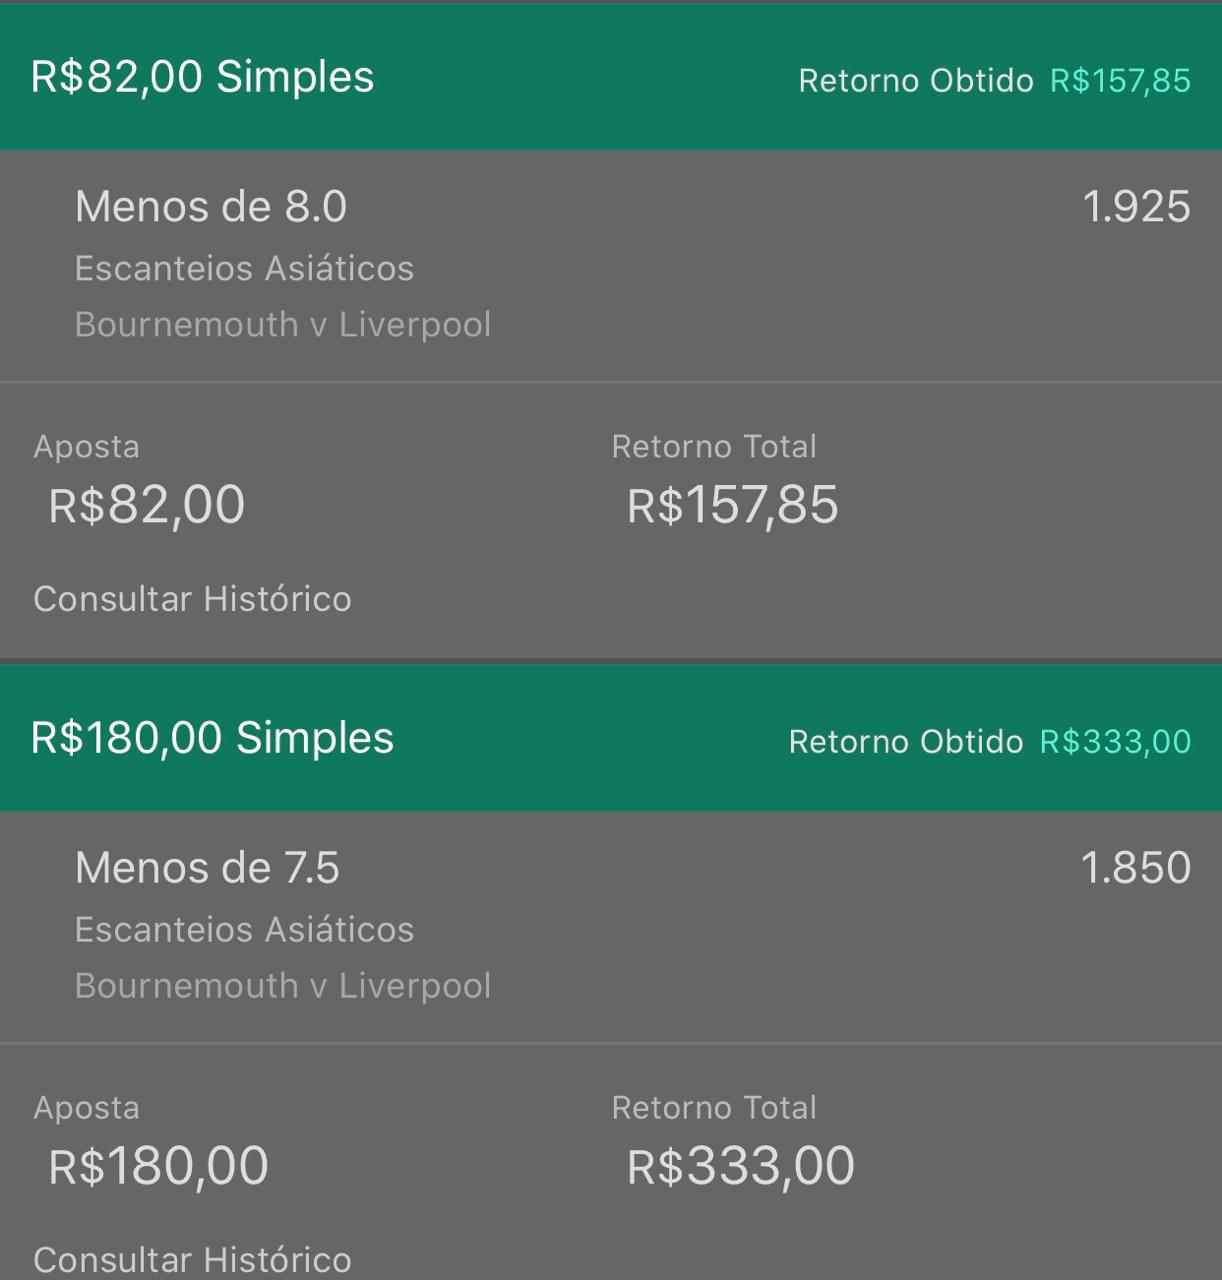 R$82,00 Simples Retorno Obtido R$157,85
Menos de 8.0 1.925
Escanteios Asiáticos
Bournemouth v Liverpool
Aposta Retorno Total
R$82,00 R$157,85
Consultar Histórico
R$180,00 Simples Retorno Obtido R$333,00
Menos de 7.5 1.850
Escanteios Asiáticos
Bournemouth v Liverpool
Aposta Retorno Total
R$180,00 R$333,00
Consultar Histórico